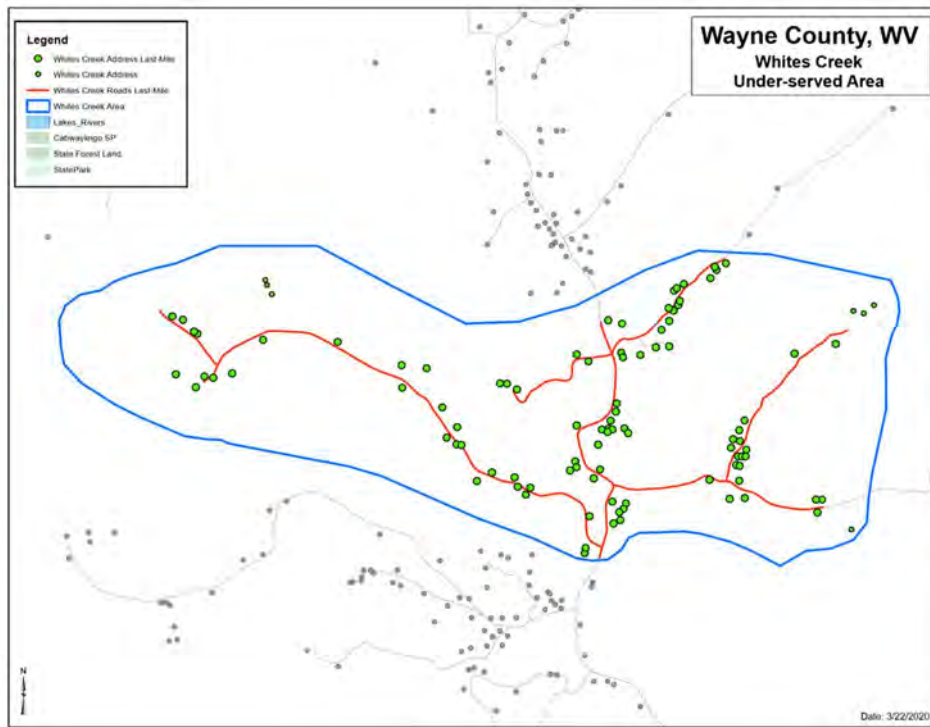 Wayne County, WV
Whites Creek
Under-served Area
Legend
Whites Creek Address Last-Mile
Whites Creek Address
Whites Creek Roads Last-Mile
Whites Creek Area
Lakes_Rivers
Cabwaylingo SP
State Forest Land
StatePark
N
Date: 3/22/2020